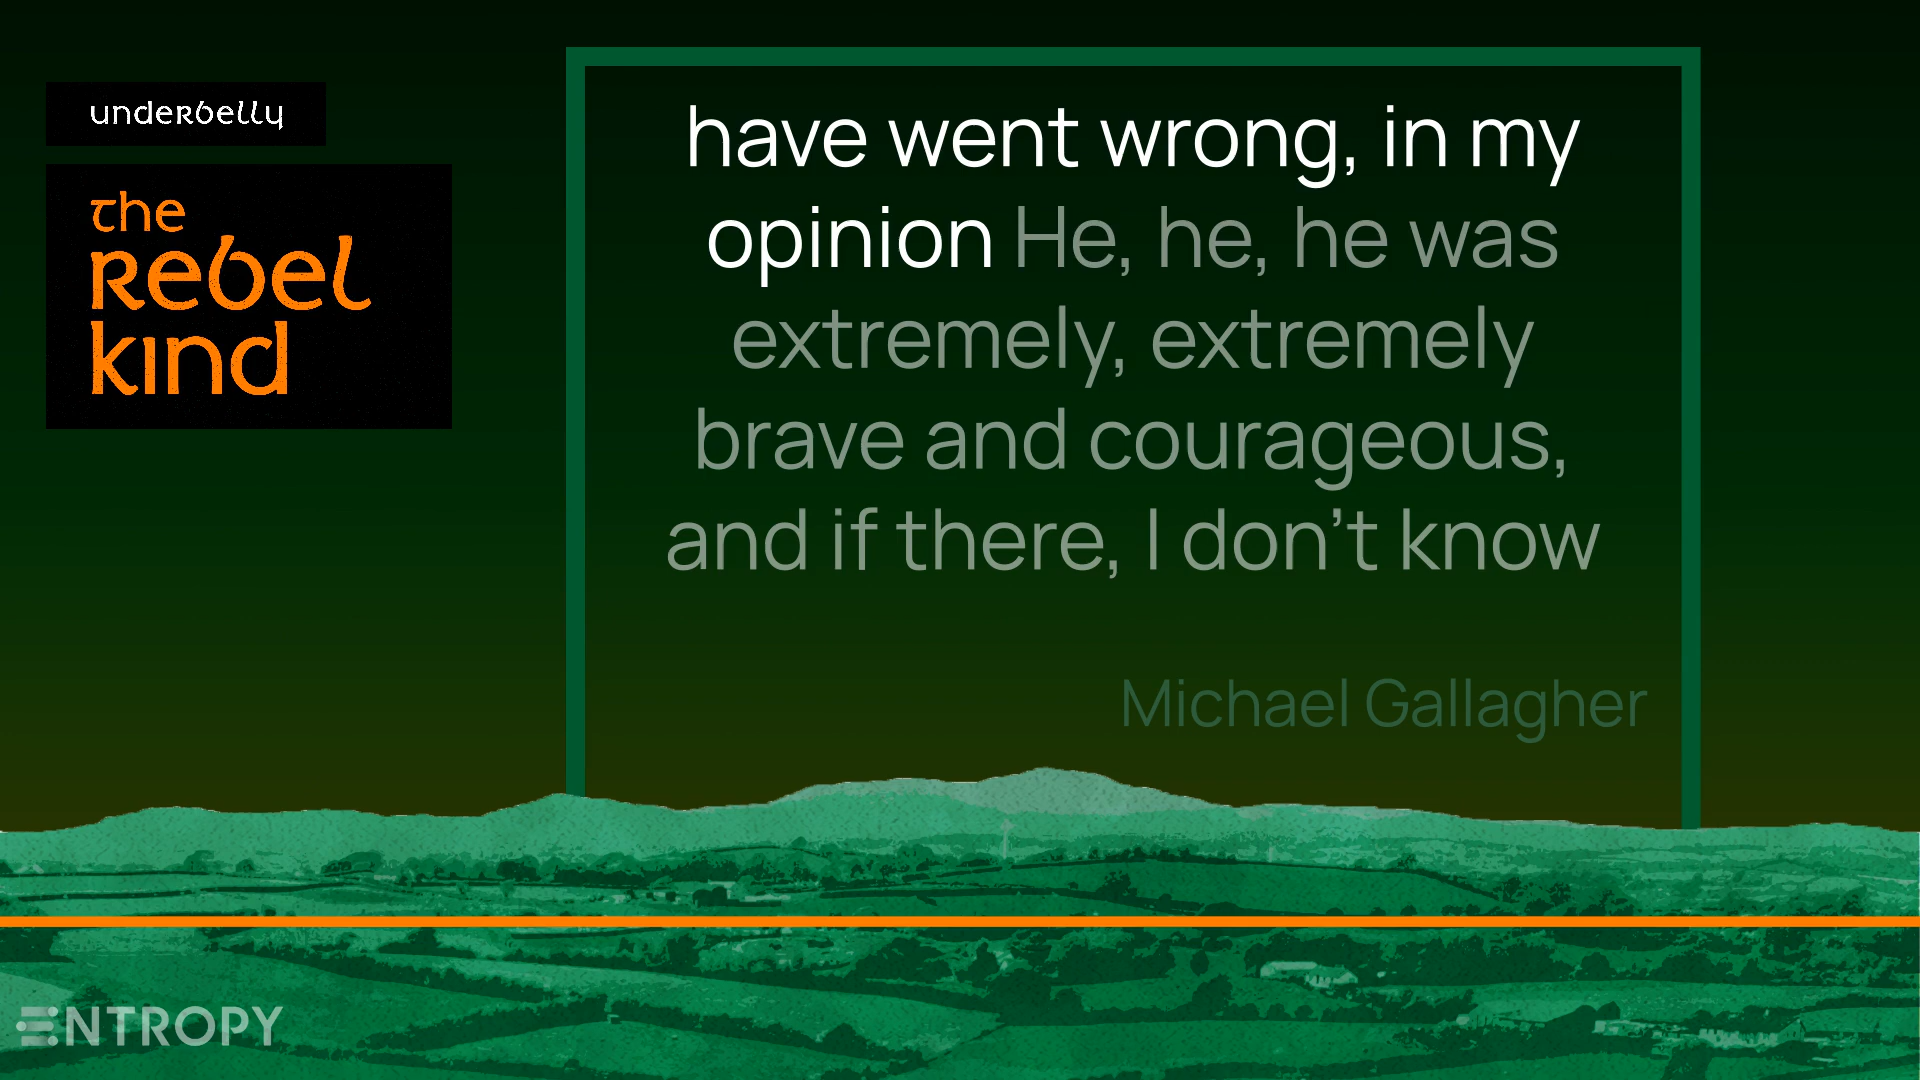 underbelly
the
rebel
kind
have went wrong, in my
opinion He, he, he was
extremely, extremely
brave and courageous,
and if there, I don’t know
Michael Gallagher
ENTROPY